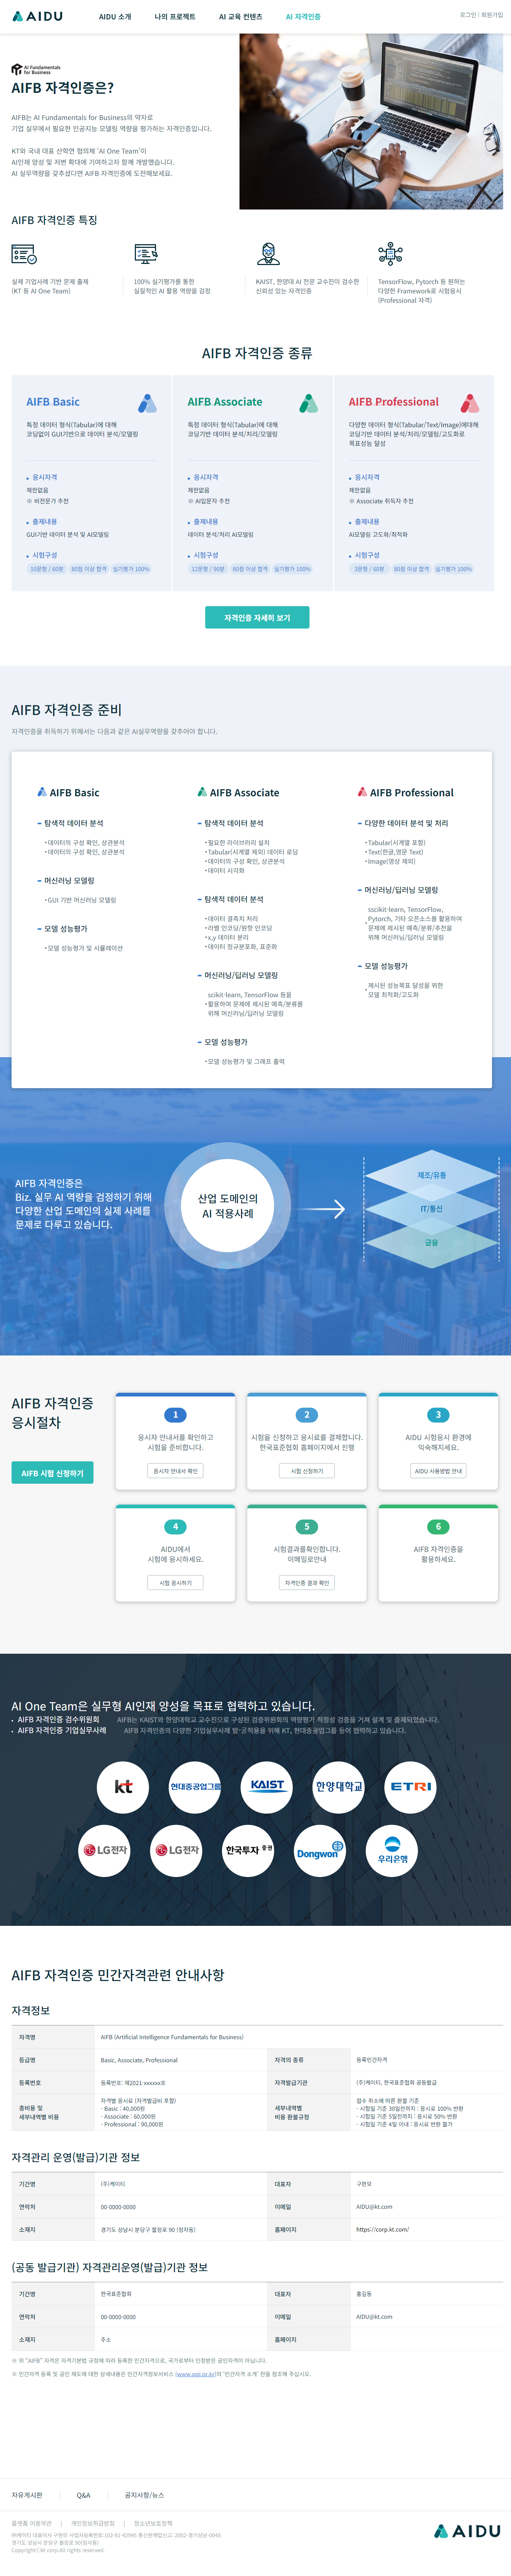 AIDU
AIDU 소개
나의 프로젝트
AI 교육 컨텐츠
AI 자격인증
로그인 | 회원가입
AI Fundamentals
for Business
AIFB 자격인증은?
AIFB는 AI Fundamentals for Business의 약자로
기업 실무에서 필요한 인공지능 모델링 역량을 평가하는 자격인증입니다.
KT와 국내 대표 산학연 협의체 'AI One Team'이
AI인재 양성 및 저변 확대에 기여하고자 함께 개발했습니다.
AI 실무역량을 갖추셨다면 AIFB 자격인증에 도전해보세요.
AIFB 자격인증 특징
실제 기업사례 기반 문제 출제
(KT 등 AI One Team)
100% 실기평가를 통한
실질적인 AI 활용 역량을 검정
KAIST, 한양대 AI 전문 교수진이 검수한
신뢰성 있는 자격인증
TensorFlow, Pytorch 등 원하는
다양한 Framework로 시험응시
(Professional 자격)
AIFB 자격인증 종류
AIFB Basic
특정 데이터 형식(Tabular)에 대해
코딩없이 GUI기반으로 데이터 분석/모델링
• 응시자격
제한없음
※ 비전문가 추천
• 출제내용
GUI기반 데이터 분석 및 AI모델링
• 시험구성
10문항 / 60분
80점 이상 합격
실기평가 100%
AIFB Associate
특정 데이터 형식(Tabular)에 대해
코딩기반 데이터 분석/처리/모델링
• 응시자격
제한없음
※ AI입문자 추천
• 출제내용
데이터 분석/처리 AI모델링
• 시험구성
12문항 / 90분
80점 이상 합격
실기평가 100%
AIFB Professional
다양한 데이터 형식(Tabular/Text/Image)에대해
코딩기반 데이터 분석/처리/모델링/고도화로
목표성능 달성
• 응시자격
제한없음
※ Associate 취득자 추천
• 출제내용
AI모델링 고도화/최적화
• 시험구성
3문항 / 60분
80점 이상 합격
실기평가 100%
자격인증 자세히 보기
AIFB 자격인증 준비
자격인증을 취득하기 위해서는 다음과 같은 AI실무역량을 갖추어야 합니다.
AIFB Basic
- 탐색적 데이터 분석
•데이터의 구성 확인, 상관분석
•데이터의 구성 확인, 상관분석
- 머신러닝 모델링
•GUI 기반 머신러닝 모델링
- 모델 성능평가
•모델 성능평가 및 시뮬레이션
AIFB Associate
- 탐색적 데이터 분석
•필요한 라이브러리 설치
•Tabular(시계열 제외) 데이터 로딩
•데이터의 구성 확인, 상관분석
•데이터 시각화
- 탐색적 데이터 분석
•데이터 결측치 처리
•라벨 인코딩/원핫 인코딩
•x,y 데이터 분리
•데이터 정규분포화, 표준화
- 머신러닝/딥러닝 모델링
scikit-learn, TensorFlow 등을
•활용하여 문제에 제시된 예측/분류를
위해 머신러닝/딥러닝 모델링
- 모델 성능평가
•모델 성능평가 및 그래프 출력
AIFB Professional
- 다양한 데이터 분석 및 처리
•Tabular(시계열 포함)
•Text(한글,영문 Text)
•Image(영상 제외)
- 머신러닝/딥러닝 모델링
sscikit-learn, TensorFlow,
Pytorch, 기타 오픈소스를 활용하여
•문제에 제시된 예측/분류/추천을
위해 머신러닝/딥러닝 모델링
- 모델 성능평가
•제시된 성능목표 달성을 위한
모델 최적화/고도화
AIFB 자격인증은
Biz. 실무 AI 역량을 검정하기 위해
다양한 산업 도메인의 실제 사례를
문제로 다루고 있습니다.
산업 도메인의
AI 적용사례
제조/유통
IT/통신
금융
AIFB 자격인증
응시절차
AIFB 시험 신청하기
1
응시자 안내서를 확인하고
시험을 준비합니다.
응시자 안내서 확인
2
시험을 신청하고 응시료를 결제합니다.
한국표준협회 홈페이지에서 진행
시험 신청하기
3
AIDU 시험응시 환경에
익숙해지세요.
AIDU 사용방법 안내
4
AIDU에서
시험에 응시하세요.
시험 응시하기
5
시험결과를확인합니다.
이메일로안내
자격인증 결과 확인
6
AIFB 자격인증을
활용하세요.
AI One Team은 실무형 AI인재 양성을 목표로 협력하고 있습니다.
• AIFB 자격인증 검수위원회 AIFB는 KAIST와 한양대학교 교수진으로 구성된 검증위원회의 역량평가 적정성 검증을 거쳐 설계 및 출제되었습니다.
• AIFB 자격인증 기업실무사례 AIFB 자격인증의 다양한 기업실무사례 발·공적용을 위해 KT, 현대중공업그룹 등이 협력하고 있습니다.
kt
현대중공업그룹
KAIST
한양대학교
ETRI
LG전자
LG전자
한국투자증권
Dongwon
우리은행
AIFB 자격인증 민간자격관련 안내사항
자격정보
자격명 AIFB (Artificial Intelligence Fundamentals for Business)
등급명 Basic, Associate, Professional 자격의 종류 등록민간자격
등록번호 등록번호: 제2021-xxxxxx호 자격발급기관 (주)케이티, 한국표준협회 공동발급
총비용 및
세부내역별 비용
자격별 응시료 (자격발급비 포함)
- Basic : 40,000원
- Associate : 60,000원
- Professional : 90,000원
세부내역별
비용 환불규정
접수 취소에 따른 환불 기준
- 시험일 기준 30일전까지 : 응시료 100% 반환
- 시험일 기준 5일전까지 : 응시료 50% 반환
- 시험일 기준 4일 이내 : 응시료 반환 불가
자격관리 운영(발급)기관 정보
기간명 (주)케이티 대표자 구현모
연락처 00-0000-0000 이메일 AIDU@kt.com
소재지 경기도 성남시 분당구 불정로 90 (정자동) 홈페이지 https://corp.kt.com/
(공동 발급기관) 자격관리운영(발급)기관 정보
기간명 한국표준협회 대표자 홍길동
연락처 00-0000-0000 이메일 AIDU@kt.com
소재지 주소 홈페이지
※ 위 "AIFB" 자격은 자격기본법 규정에 따라 등록한 민간자격으로, 국가로부터 인정받은 공인자격이 아닙니다.
※ 민간자격 등록 및 공인 제도에 대한 상세내용은 민간자격정보서비스 (www.pqi.or.kr)의 '민간자격 소개' 란을 참조해 주십시오.
자유게시판 | Q&A | 공지사항/뉴스
플랫폼 이용약관 | 개인정보취급방침 | 청소년보호정책
㈜케이티 대표이사 구현모 사업자등록번호:102-81-42945 통신판매업신고: 2002-경기성남-0048
경기도 성남시 분당구 불정로 90(정자동)
Copyrightⓒkt corp.All rights reserved.
AIDU